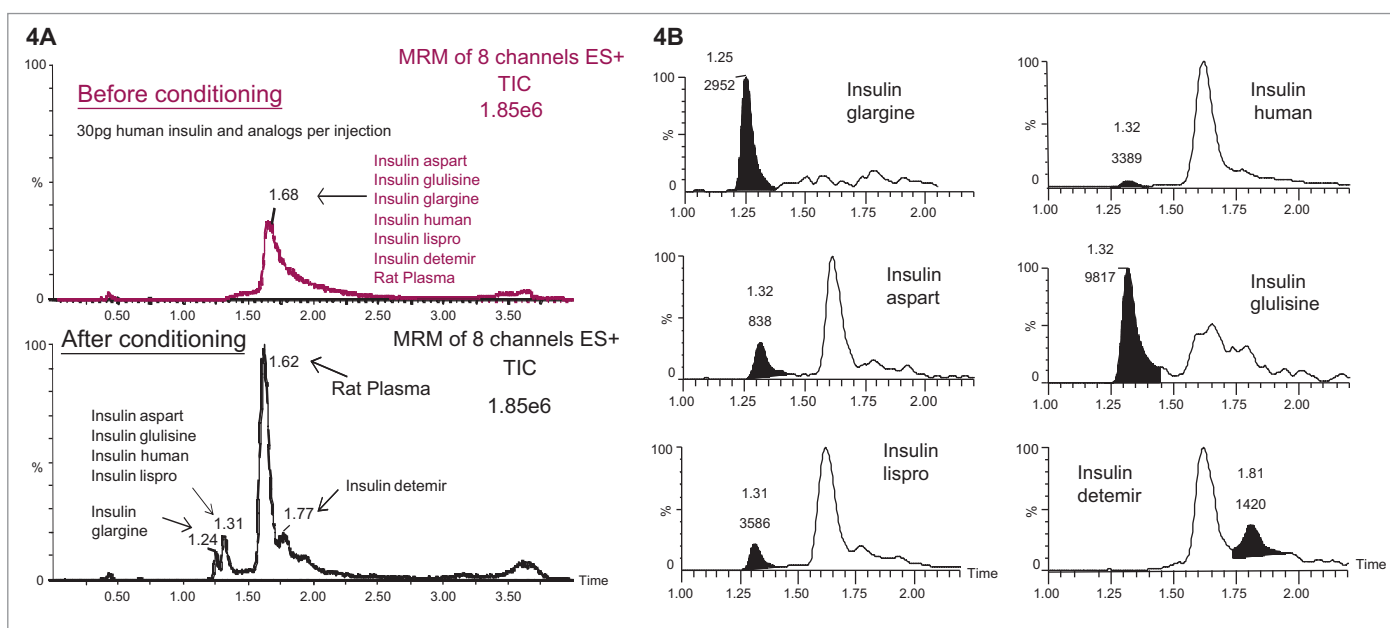 4A
MRM of 8 channels ES+
TIC
1.85e6
100
Before conditioning
30pg human insulin and analogs per injection
%
1.68
Insulin aspart
Insulin glulisine
Insulin glargine
Insulin human
Insulin lispro
Insulin detemir
Rat Plasma
0
0.50 1.00 1.50 2.00 2.50 3.00 3.50
After conditioning
MRM of 8 channels ES+
TIC
1.85e6
100
1.62
Rat Plasma
Insulin aspart
Insulin glulisine
Insulin human
Insulin lispro
%
Insulin detemir
1.77
1.31
Insulin
glargine
1.24
0
Time
0.50 1.00 1.50 2.00 2.50 3.00 3.50
4B
1.25
2952
Insulin
glargine
100
%
0
1.00 1.25 1.50 1.75 2.00
Insulin
human
100
1.32
3389
%
0
1.00 1.25 1.50 1.75 2.00
Insulin
aspart
100
1.32
838
%
0
1.00 1.25 1.50 1.75 2.00
1.32
9817
Insulin
glulisine
100
%
0
1.00 1.25 1.50 1.75 2.00
Insulin
lispro
100
1.31
3586
%
0
Time
1.00 1.25 1.50 1.75 2.00
Insulin
detemir
100
1.81
1420
%
0
Time
1.00 1.25 1.50 1.75 2.00